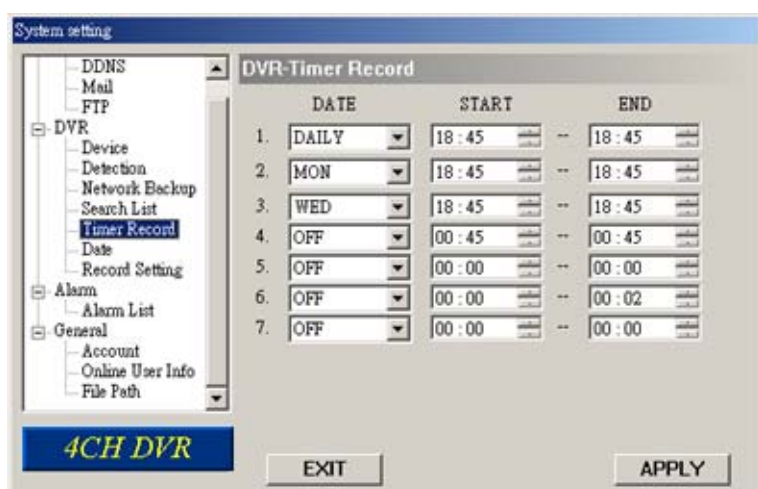 System setting
DDNS
Mail
FTP
DVR
Device
Detection
Network Backup
Search List
Timer Record
Date
Record Setting
Alarm
Alarm List
General
Account
Online User Info
File Path
4CH DVR
DVR-Timer Record
DATE START END
1. DAILY 18 : 45 -- 18 : 45
2. MON 18 : 45 -- 18 : 45
3. WED 18 : 45 -- 18 : 45
4. OFF 00 : 45 -- 00 : 45
5. OFF 00 : 00 -- 00 : 00
6. OFF 00 : 00 -- 00 : 02
7. OFF 00 : 00 -- 00 : 00
EXIT APPLY